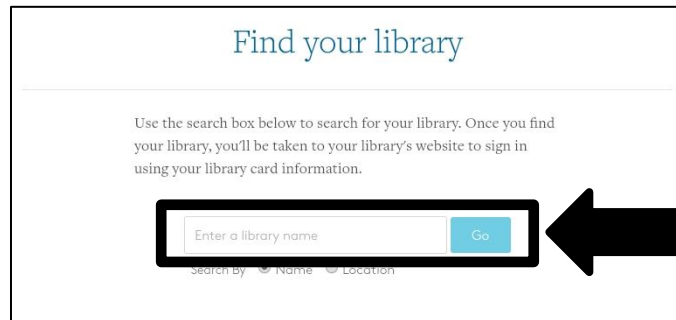 Find your library
Use the search box below to search for your library. Once you find
your library, you'll be taken to your library's website to sign in
using your library card information.
Enter a library name Go
Search By Name Location